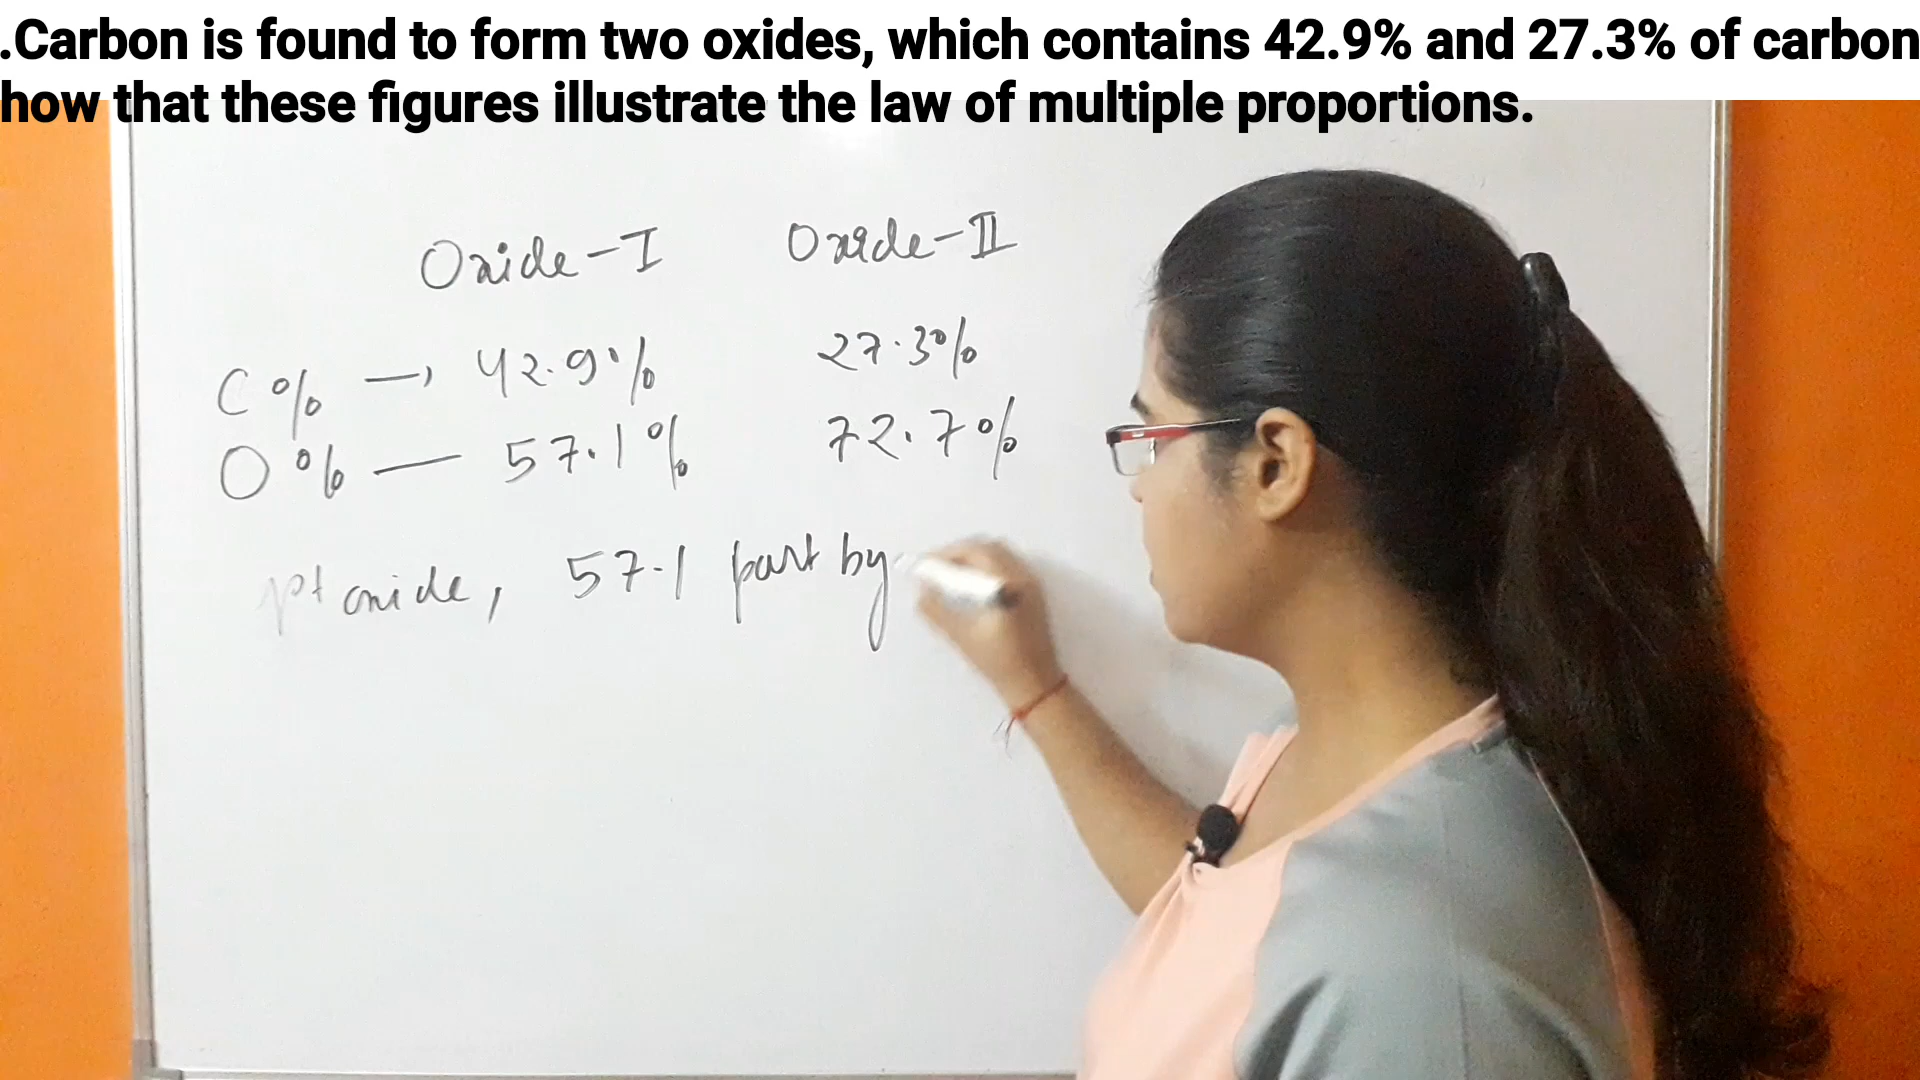 .Carbon is found to form two oxides, which contains 42.9% and 27.3% of carbon
how that these figures illustrate the law of multiple proportions.
Oxide-I Oxide-II
C% → 42.9% 27.3%
O% — 57.1% 72.7%
Ist oxide, 57.1 part by